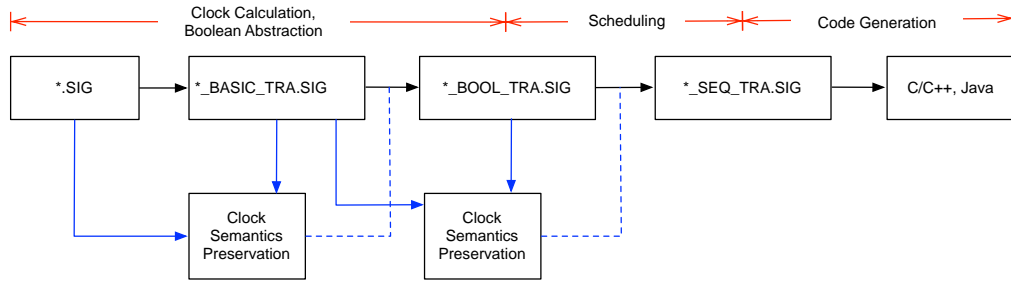 Clock Calculation,
Boolean Abstraction
Scheduling
Code Generation
*.SIG
*_BASIC_TRA.SIG
*_BOOL_TRA.SIG
*_SEQ_TRA.SIG
C/C++, Java
Clock
Semantics
Preservation
Clock
Semantics
Preservation